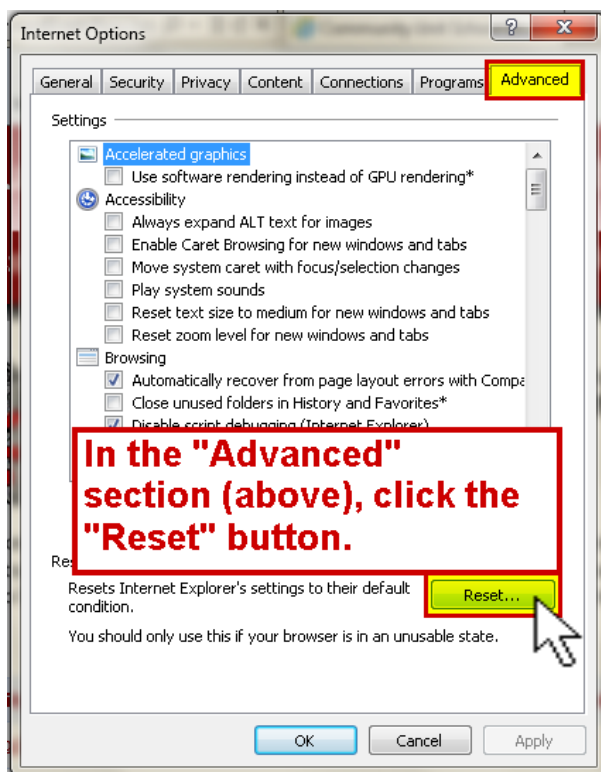 Internet Options
General Security Privacy Content Connections Programs Advanced
Settings
Accelerated graphics
Use software rendering instead of GPU rendering*
Accessibility
Always expand ALT text for images
Enable Caret Browsing for new windows and tabs
Move system caret with focus/selection changes
Play system sounds
Reset text size to medium for new windows and tabs
Reset zoom level for new windows and tabs
Browsing
Automatically recover from page layout errors with Compa
Close unused folders in History and Favorites*
Disable script debugging (Internet Explorer)
In the "Advanced"
section (above), click the
"Reset" button.
Resets Internet Explorer's settings to their default
condition.
Reset...
You should only use this if your browser is in an unusable state.
OK Cancel Apply